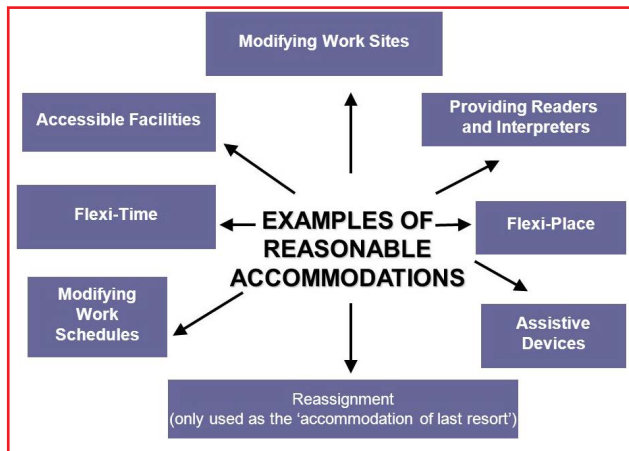 Modifying Work Sites
Accessible Facilities
Providing Readers
and Interpreters
Flexi-Time
EXAMPLES OF
REASONABLE
ACCOMMODATIONS
Flexi-Place
Modifying
Work
Schedules
Assistive
Devices
Reassignment
(only used as the ‘accommodation of last resort’)